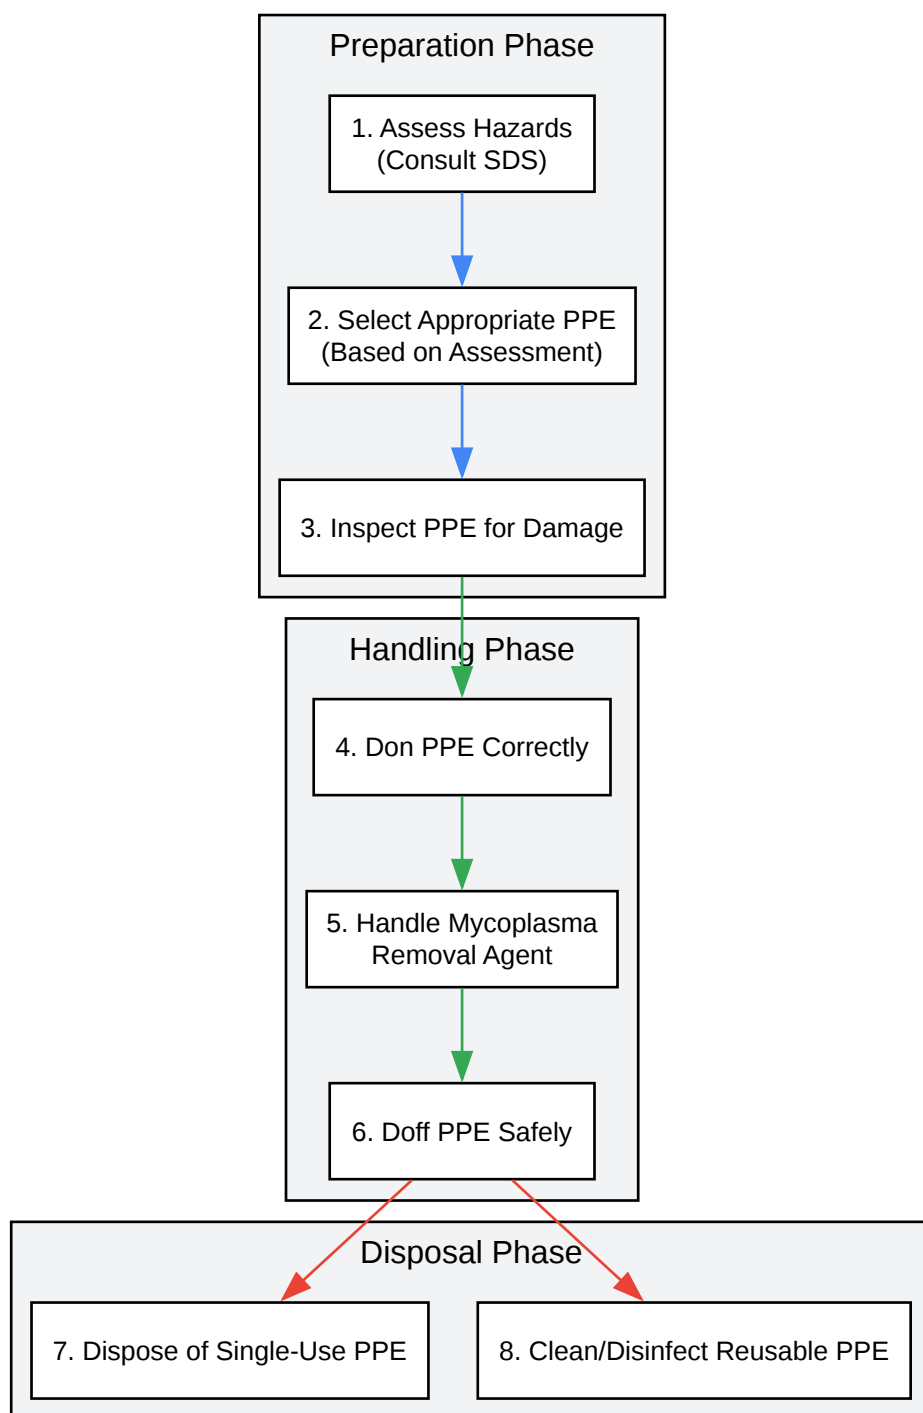 Preparation Phase
1. Assess Hazards
(Consult SDS)
2. Select Appropriate PPE
(Based on Assessment)
3. Inspect PPE for Damage
Handling Phase
4. Don PPE Correctly
5. Handle Mycoplasma
Removal Agent
6. Doff PPE Safely
Disposal Phase
7. Dispose of Single-Use PPE
8. Clean/Disinfect Reusable PPE